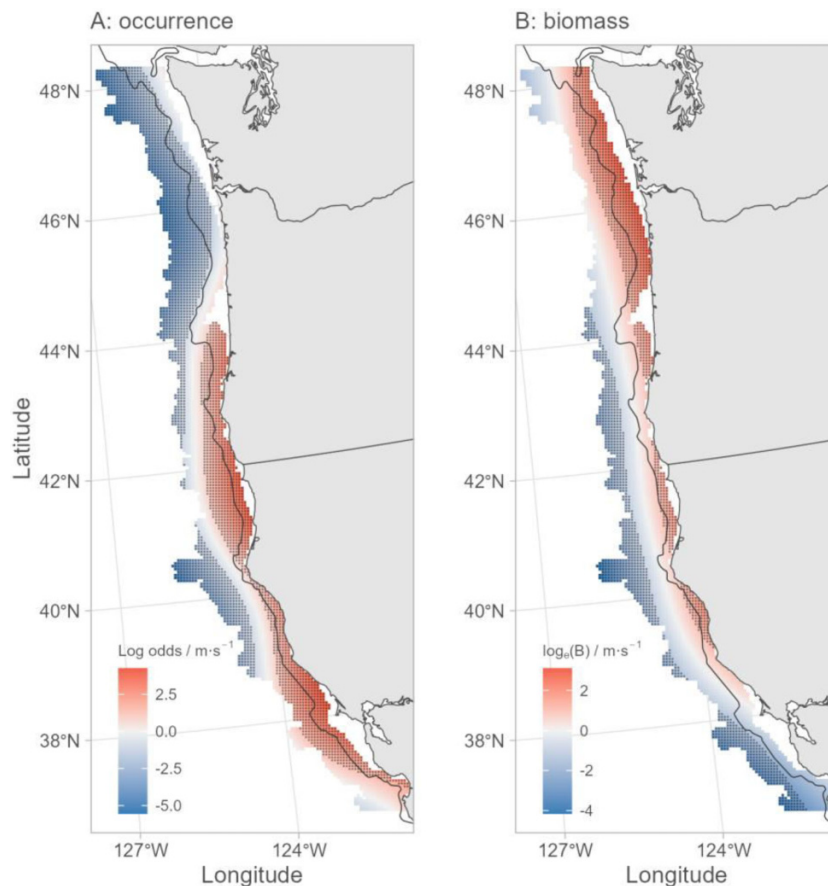 A: occurrence
B: biomass
48°N
46°N
44°N
42°N
40°N
38°N
Latitude
Log odds / m·s⁻¹
2.5
0.0
-2.5
-5.0
127°W
124°W
Longitude
48°N
46°N
44°N
42°N
40°N
38°N
logₑ(B) / m·s⁻¹
2
0
-2
-4
127°W
124°W
Longitude